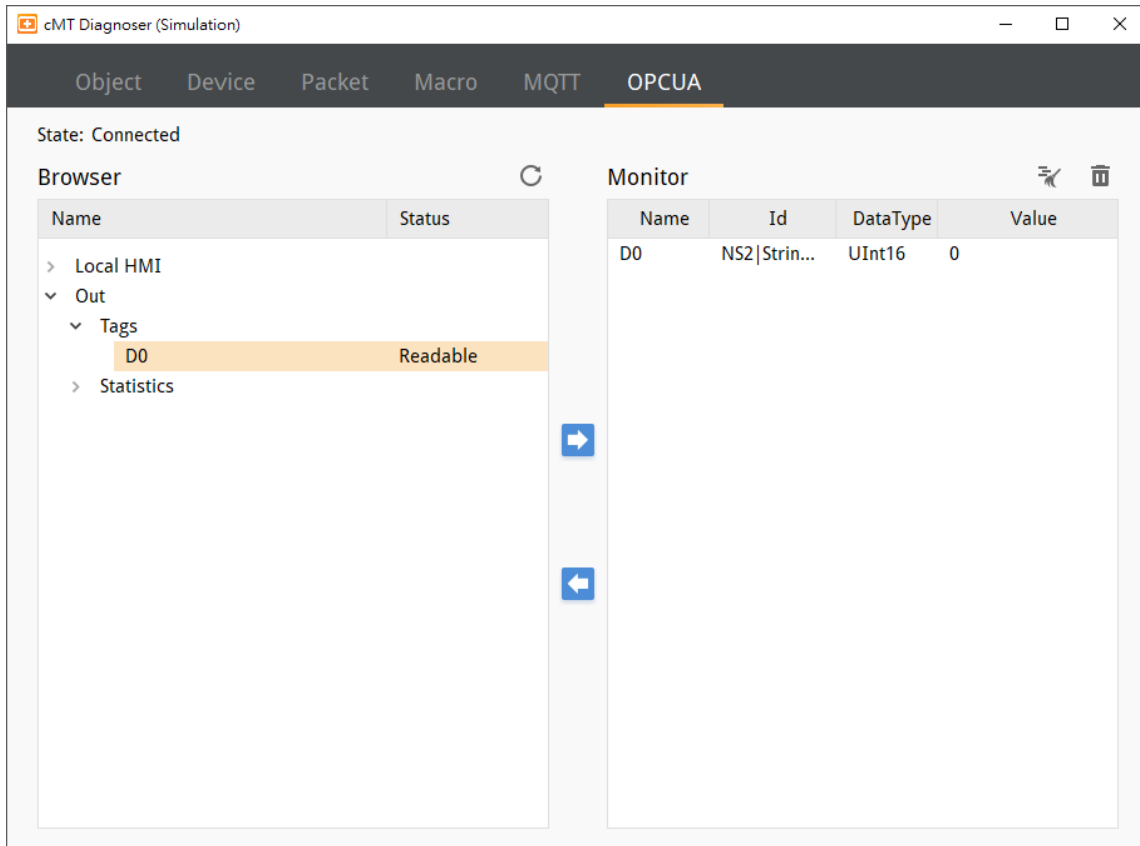 cMT Diagnoser (Simulation)
Object Device Packet Macro MQTT OPCUA
State: Connected
Browser
Name Status
Local HMI
Out
Tags
D0 Readable
Statistics
Monitor
Name Id DataType Value
D0 NS2|Strin... UInt16 0